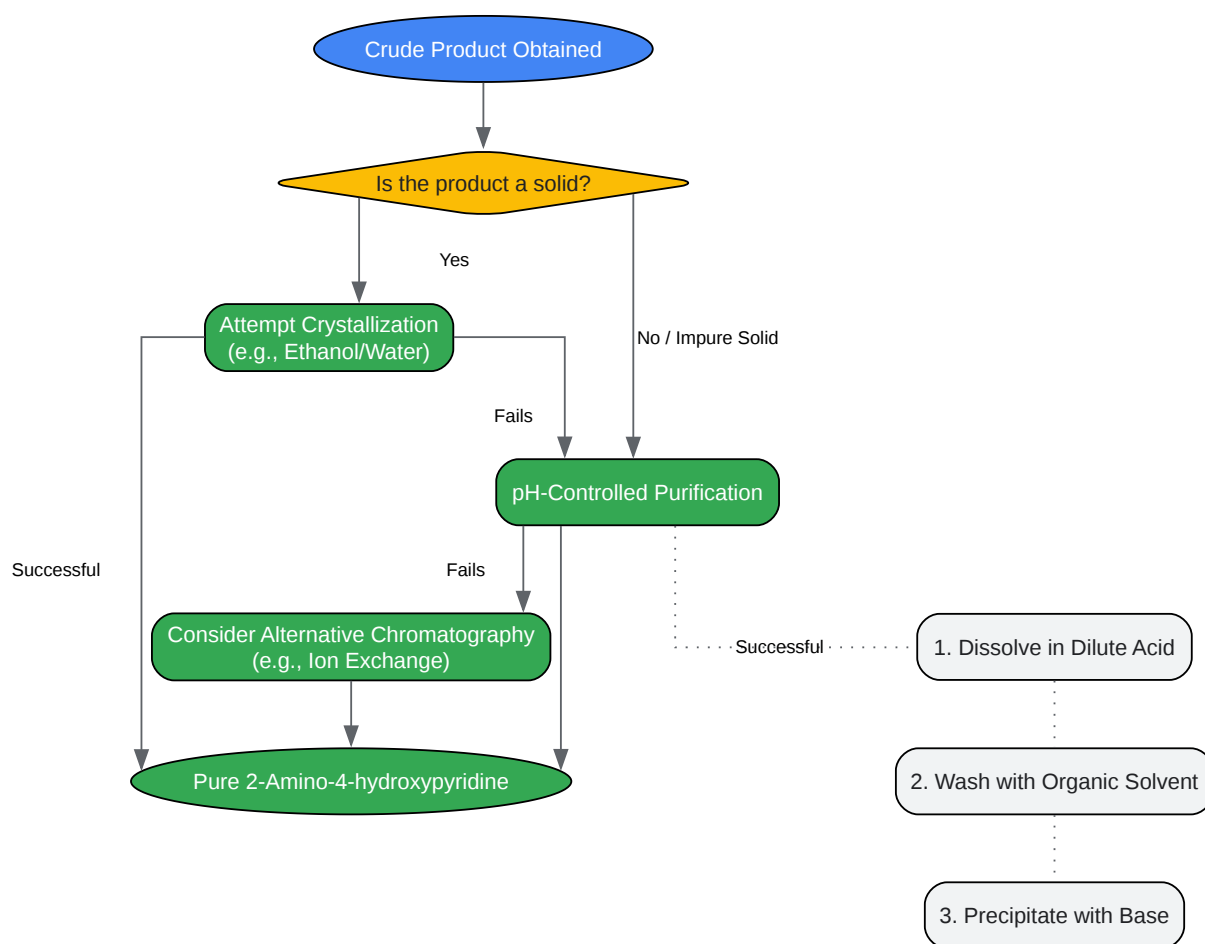 Crude Product Obtained
Is the product a solid?
Yes
Attempt Crystallization
(e.g., Ethanol/Water)
No / Impure Solid
Fails
pH-Controlled Purification
Successful
Fails
Consider Alternative Chromatography
(e.g., Ion Exchange)
Successful
1. Dissolve in Dilute Acid
Pure 2-Amino-4-hydroxypyridine
2. Wash with Organic Solvent
3. Precipitate with Base